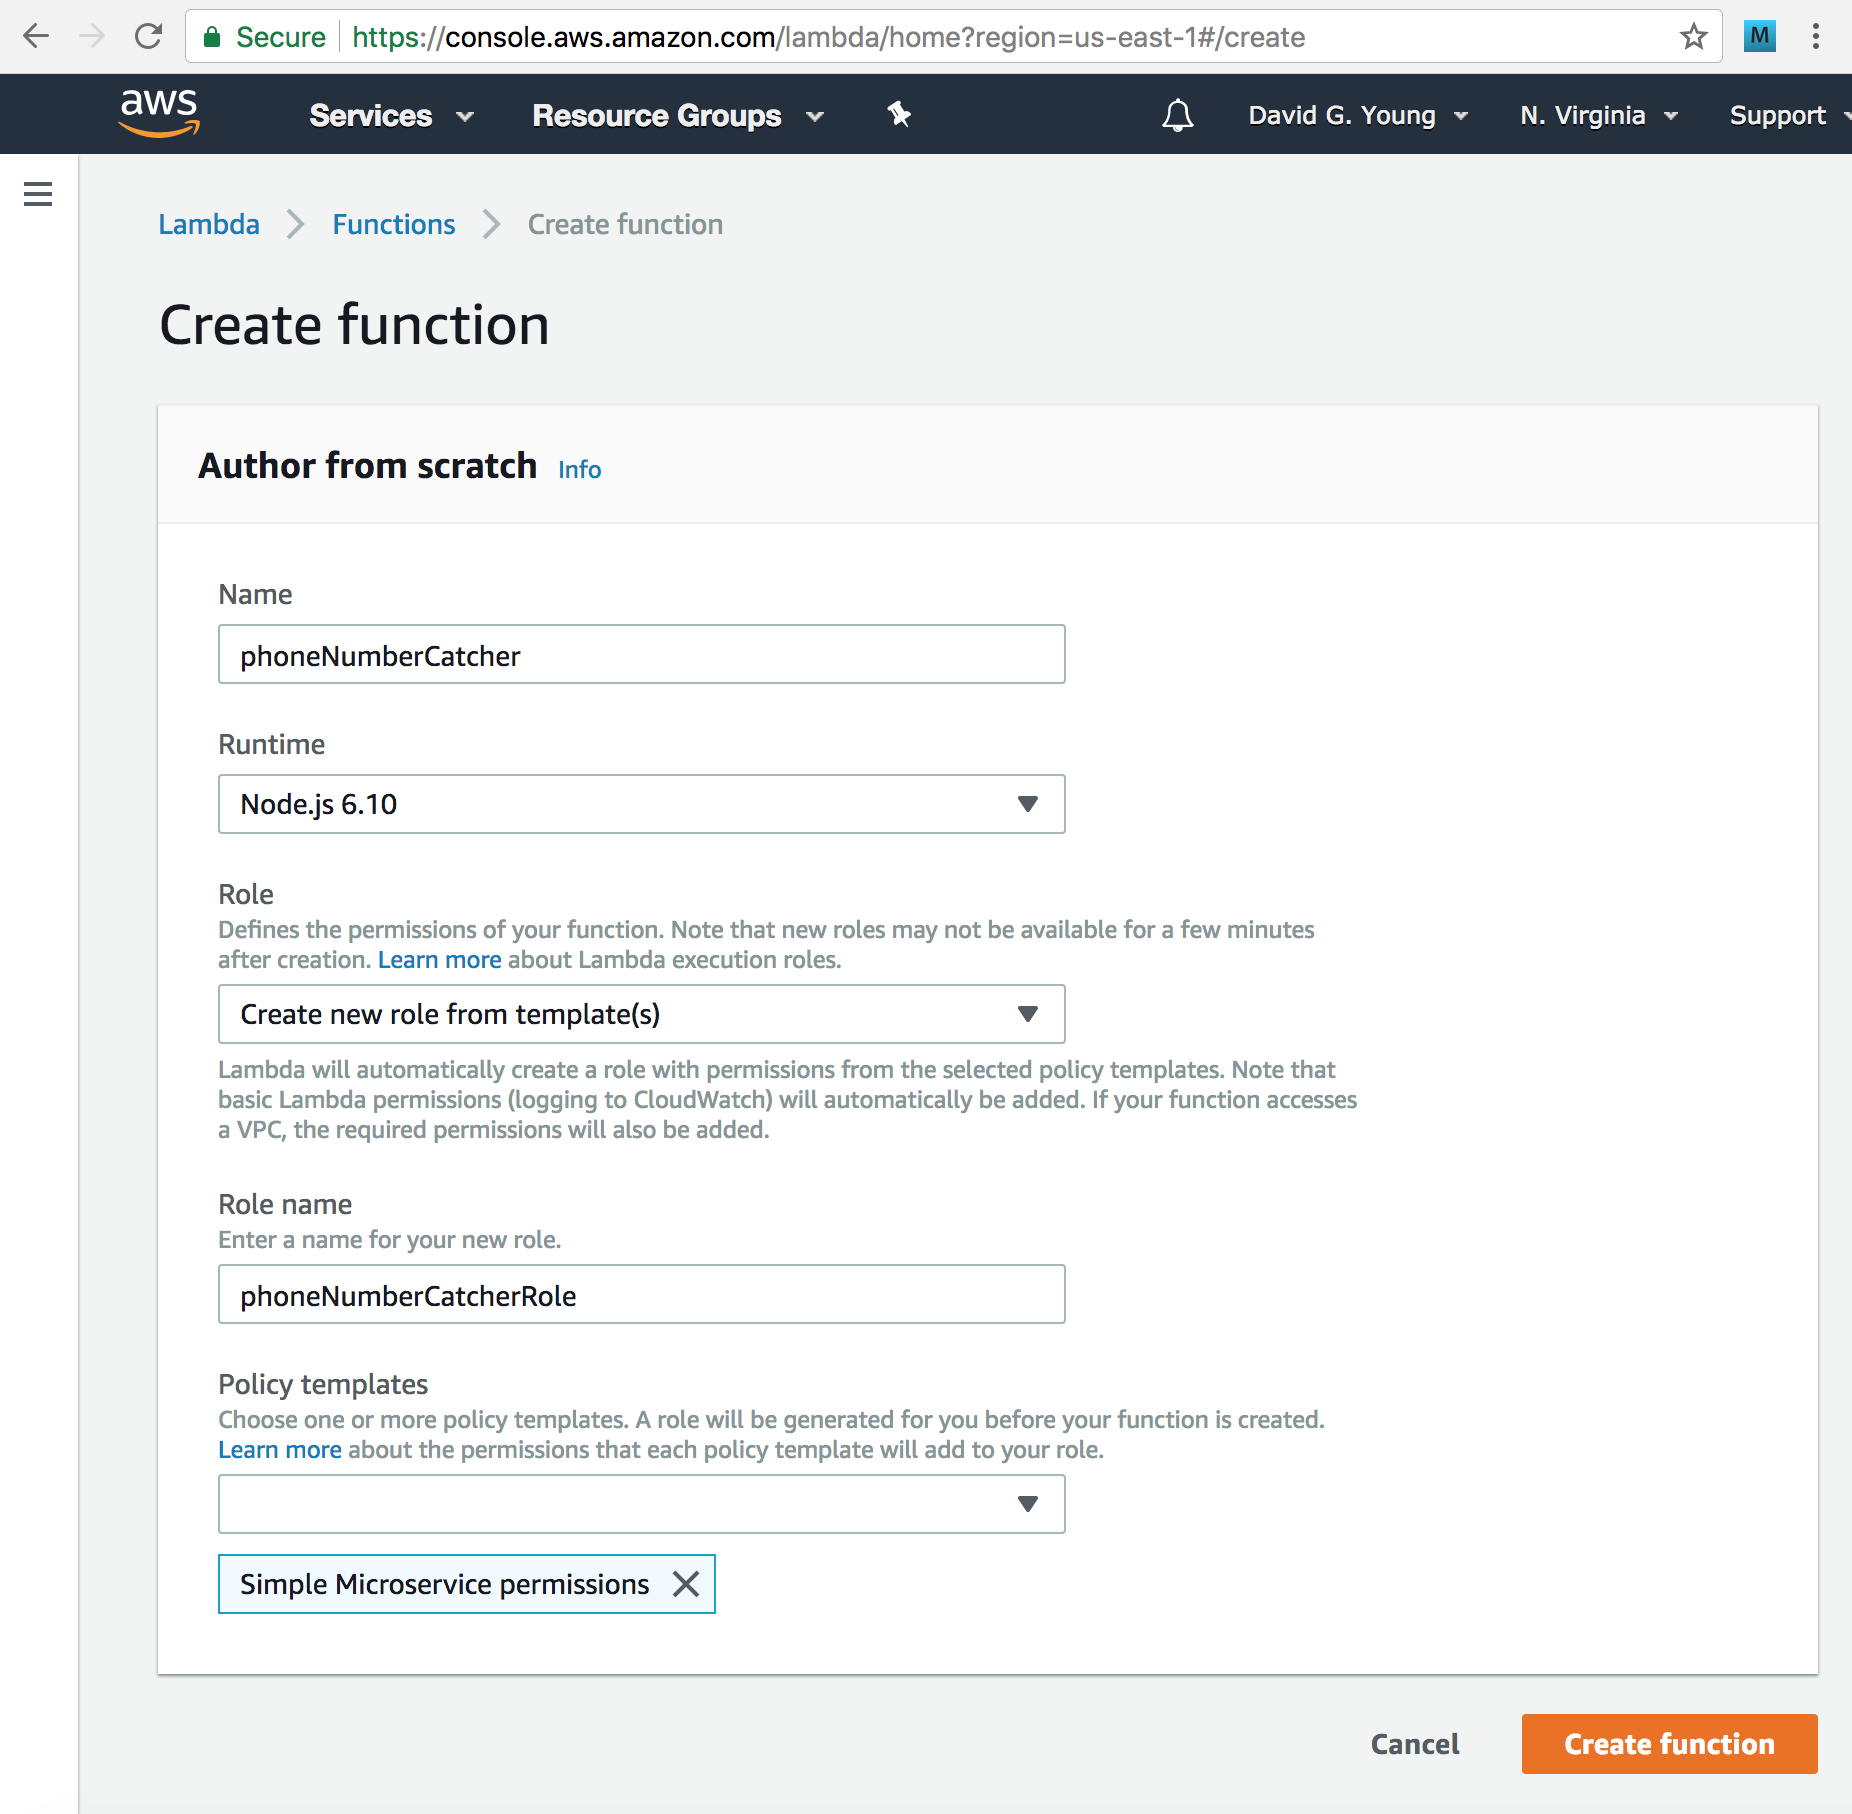 Secure https://console.aws.amazon.com/lambda/home?region=us-east-1#/create M
aws Services Resource Groups David G. Young N. Virginia Support
Lambda Functions Create function
Create function
Author from scratch Info
Name
phoneNumberCatcher
Runtime
Node.js 6.10
Role
Defines the permissions of your function. Note that new roles may not be available for a few minutes
after creation. Learn more about Lambda execution roles.
Create new role from template(s)
Lambda will automatically create a role with permissions from the selected policy templates. Note that
basic Lambda permissions (logging to CloudWatch) will automatically be added. If your function accesses
a VPC, the required permissions will also be added.
Role name
Enter a name for your new role.
phoneNumberCatcherRole
Policy templates
Choose one or more policy templates. A role will be generated for you before your function is created.
Learn more about the permissions that each policy template will add to your role.
Simple Microservice permissions
Cancel Create function